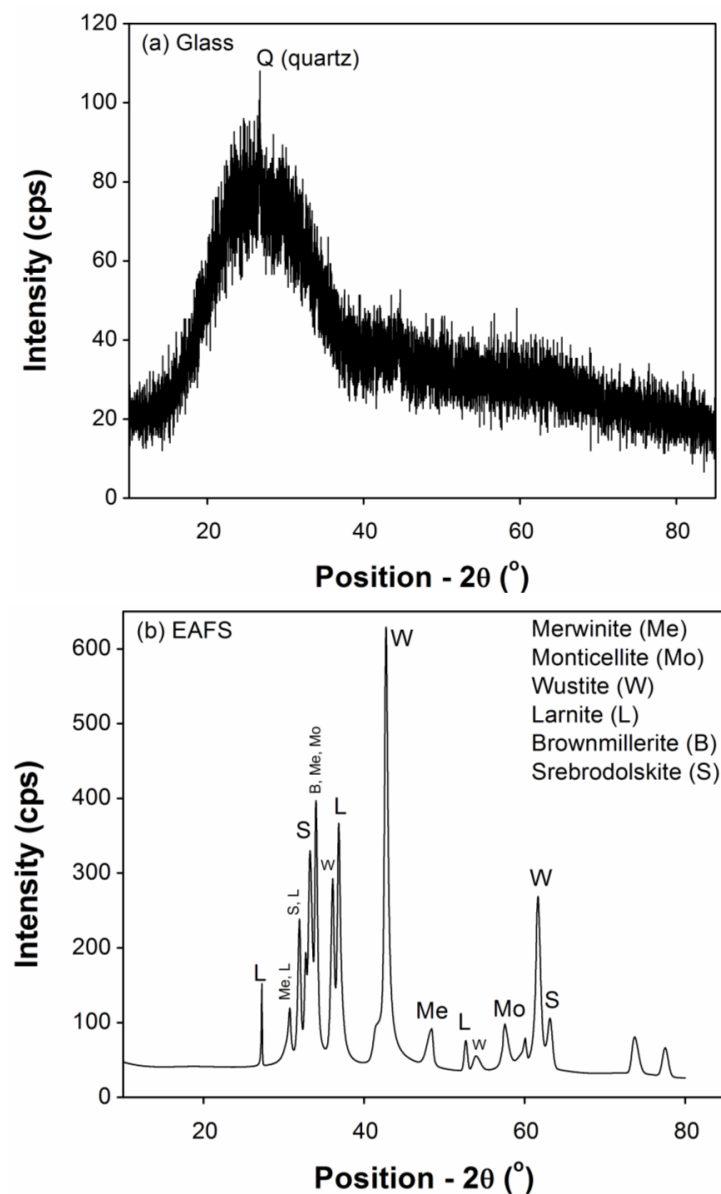 (a) Glass
Q (quartz)
120
100
80
60
40
20
0
Intensity (cps)
20 40 60 80
Position - 2θ (°)
(b) EAFS
W
Merwinite (Me)
Monticellite (Mo)
Wustite (W)
Larnite (L)
Brownmillerite (B)
Srebrodolskite (S)
600
500
400
300
200
100
0
Intensity (cps)
L
Me, L
S, L
S
B, Me, Mo
W
L
Me
L
W
Mo
W
S
20 40 60 80
Position - 2θ (°)